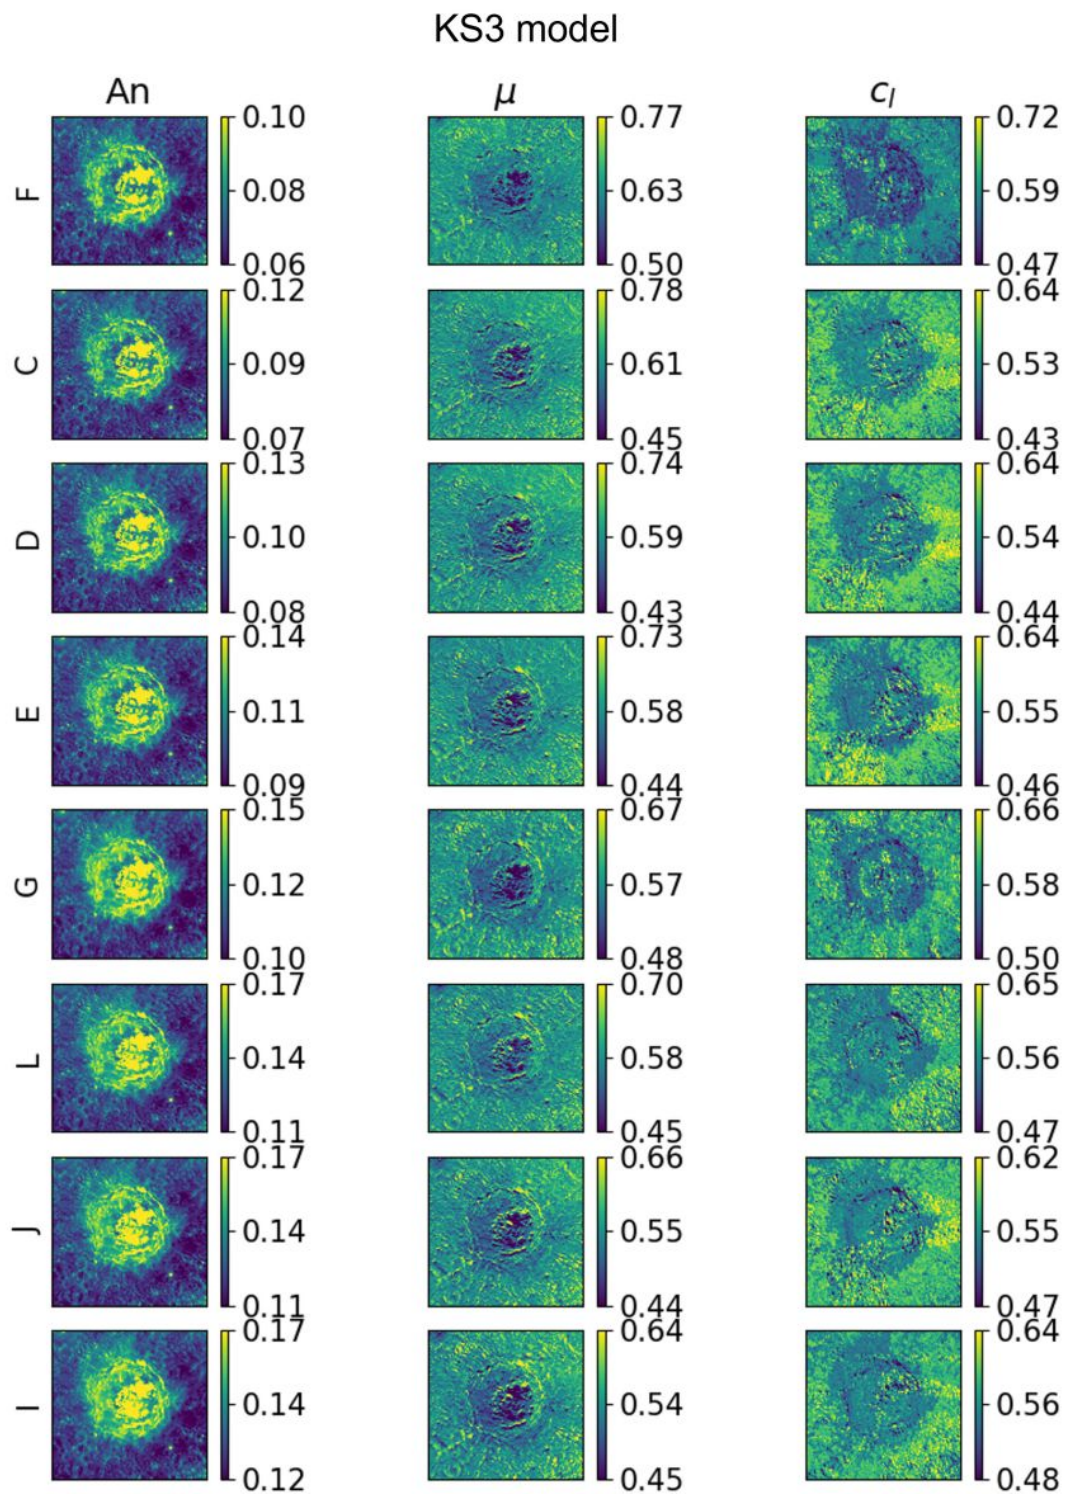 KS3 model
An μ c_l
F 0.10 0.08 0.06 0.77 0.63 0.50 0.72 0.59 0.47
C 0.12 0.09 0.07 0.78 0.61 0.45 0.64 0.53 0.43
D 0.13 0.10 0.08 0.74 0.59 0.43 0.64 0.54 0.44
E 0.14 0.11 0.09 0.73 0.58 0.44 0.64 0.55 0.46
G 0.15 0.12 0.10 0.67 0.57 0.48 0.66 0.58 0.50
L 0.17 0.14 0.11 0.70 0.58 0.45 0.65 0.56 0.47
J 0.17 0.14 0.11 0.66 0.55 0.44 0.62 0.55 0.47
I 0.17 0.14 0.12 0.64 0.54 0.45 0.64 0.56 0.48